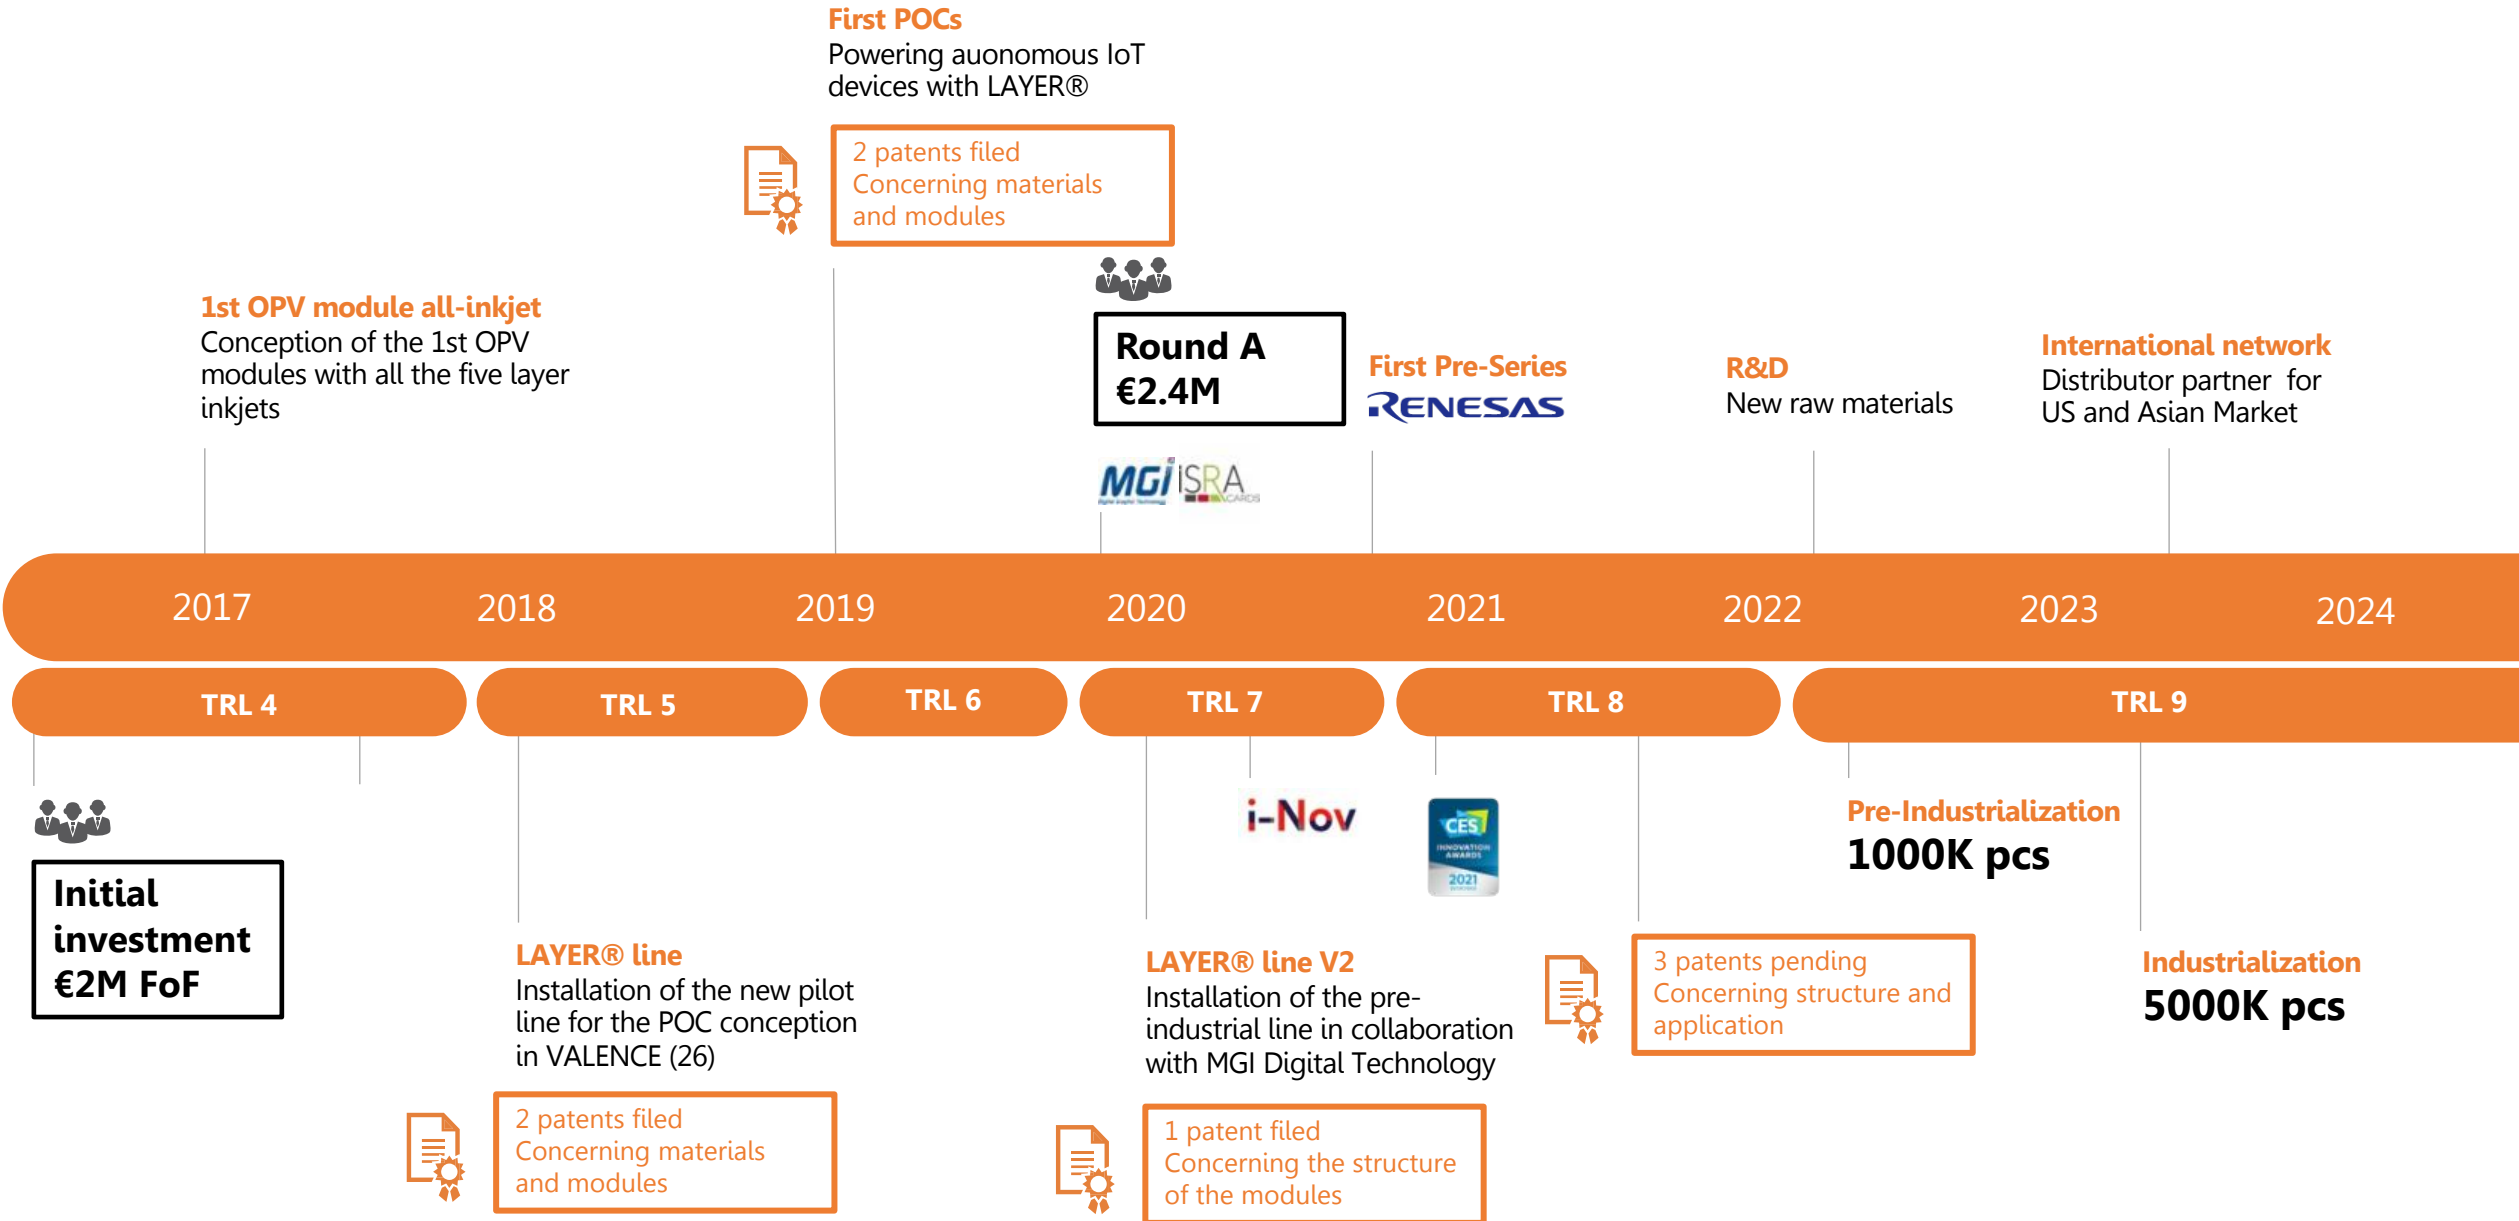 First POCs
Powering auonomous IoT
devices with LAYER®
2 patents filed
Concerning materials
and modules
1st OPV module all-inkjet
Conception of the 1st OPV
modules with all the five layer
inkjets
Round A
€2.4M
MGI
ISRA
CARDS
First Pre-Series
RENESAS
R&D
New raw materials
International network
Distributor partner for
US and Asian Market
2017
2018
2019
2020
2021
2022
2023
2024
TRL 4
TRL 5
TRL 6
TRL 7
TRL 8
TRL 9
Initial
investment
€2M FoF
LAYER® line
Installation of the new pilot
line for the POC conception
in VALENCE (26)
2 patents filed
Concerning materials
and modules
i-Nov
LAYER® line V2
Installation of the pre-
industrial line in collaboration
with MGI Digital Technology
1 patent filed
Concerning the structure
of the modules
CES
INNOVATION
AWARDS
2021
3 patents pending
Concerning structure and
application
Pre-Industrialization
1000K pcs
Industrialization
5000K pcs